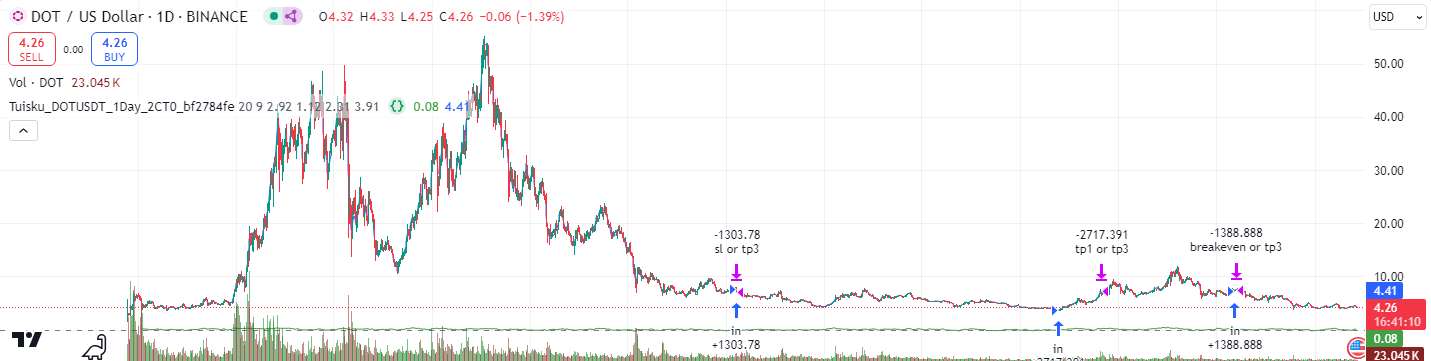 DOT / US Dollar · 1D · BINANCE O4.32 H4.33 L4.25 C4.26 −0.06 (−1.39%)
USD
4.26 SELL 0.00 4.26 BUY
Vol · DOT 23.045 K
Tuisku_DOTUSDT_1Day_2CT0_bf2784fe 20 9 2.92 1.12 2.31 3.91 {} 0.08 4.41
50.00
40.00
30.00
20.00
10.00
-1303.78
sl or tp3
-2717.391
tp1 or tp3
-1388.888
breakeven or tp3
in
+1303.78
in
in
+1388.888
4.41
4.26
16:41:10
0.08
23.045 K